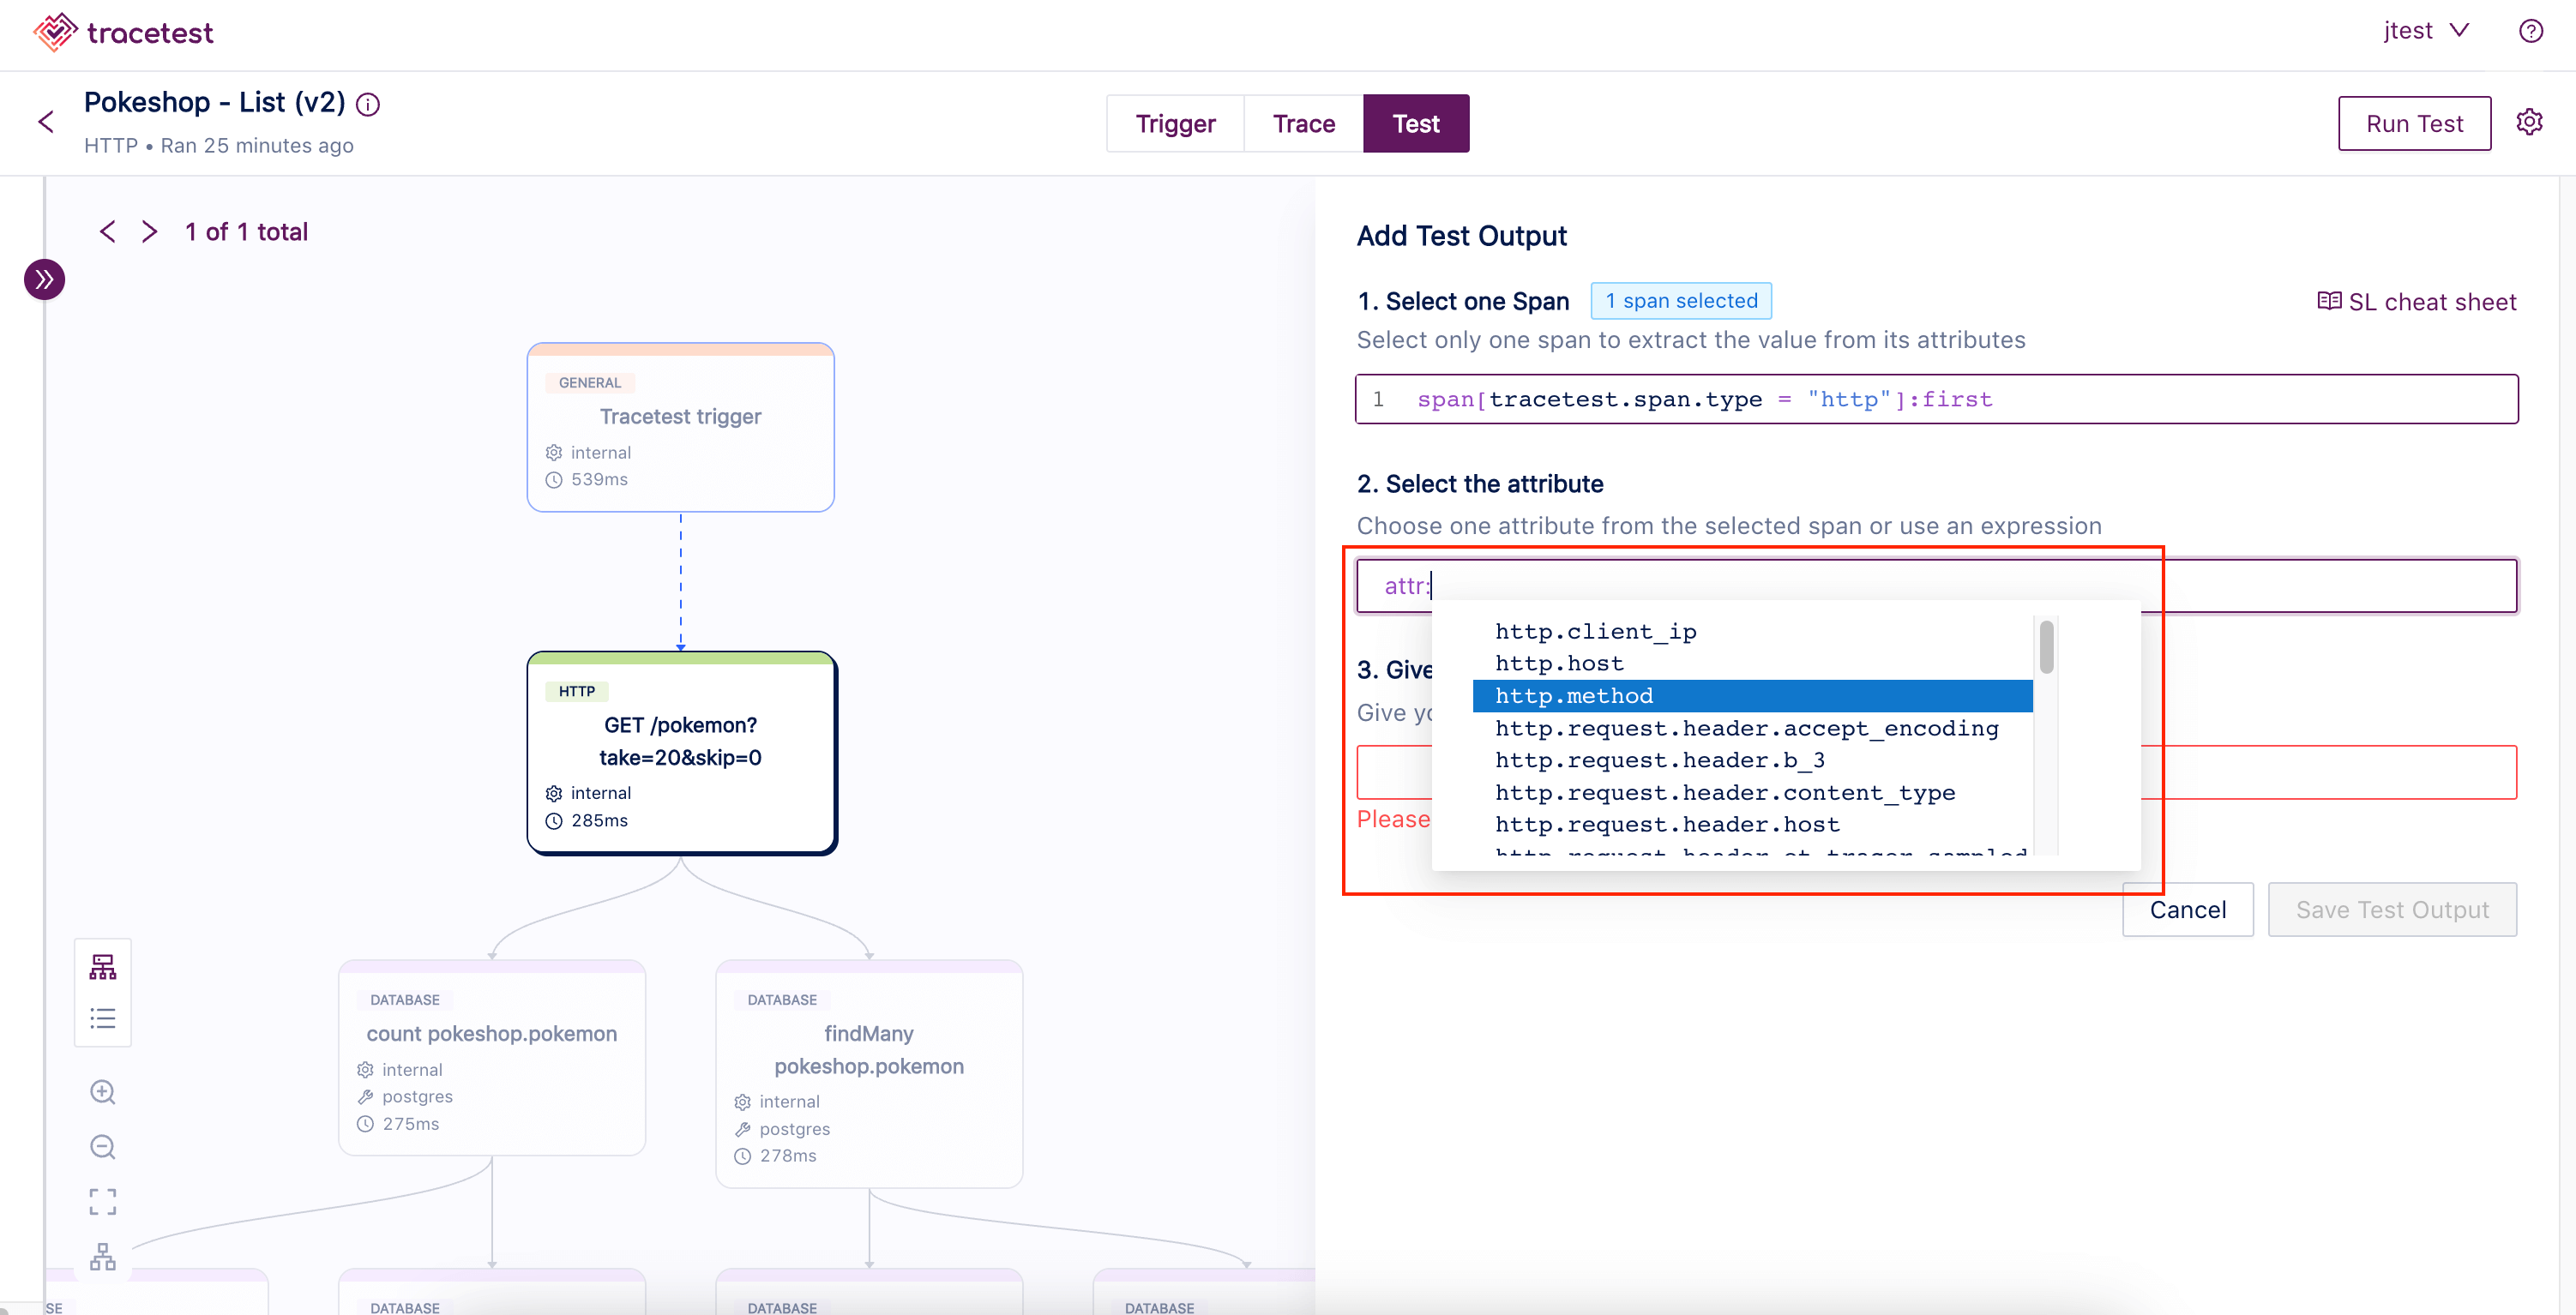 tracetest
jtest
Pokeshop - List (v2)
HTTP • Ran 25 minutes ago
Trigger
Trace
Test
Run Test
1 of 1 total
GENERAL
Tracetest trigger
internal
539ms
HTTP
GET /pokemon?
take=20&skip=0
internal
285ms
DATABASE
count pokeshop.pokemon
internal
postgres
275ms
DATABASE
findMany
pokeshop.pokemon
internal
postgres
278ms
SE
DATABASE
DATABASE
DATABASE
Add Test Output
1. Select one Span
1 span selected
SL cheat sheet
Select only one span to extract the value from its attributes
1 span[tracetest.span.type = "http"]:first
2. Select the attribute
Choose one attribute from the selected span or use an expression
attr:
http.client_ip
http.host
http.method
http.request.header.accept_encoding
http.request.header.b_3
http.request.header.content_type
http.request.header.host
3. Give
Give yo
Please
Cancel
Save Test Output